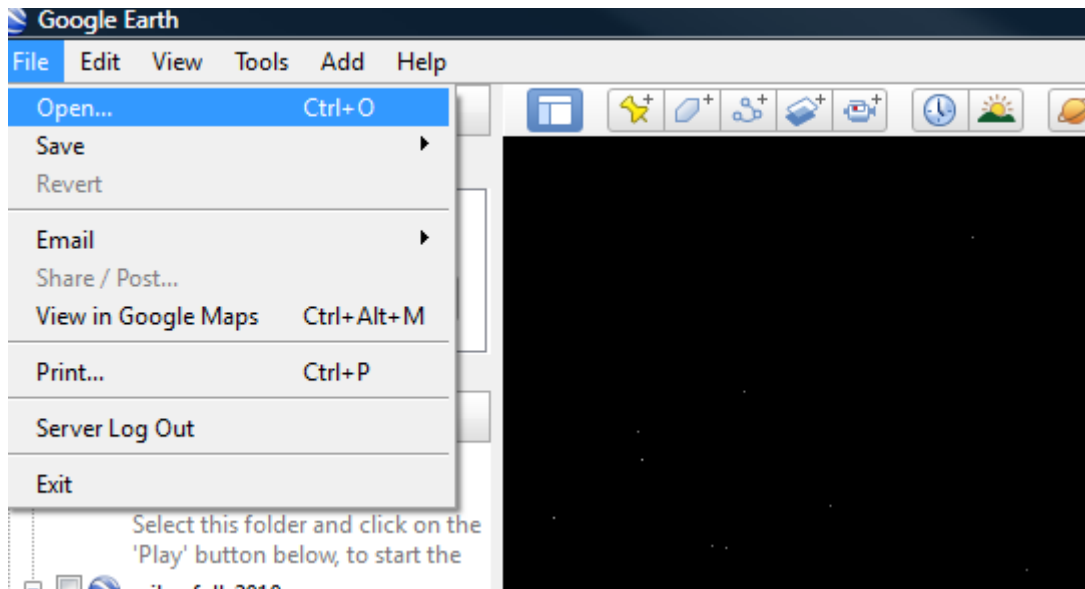 Google Earth
File Edit View Tools Add Help
Open... Ctrl+O
Save
Revert
Email
Share / Post...
View in Google Maps Ctrl+Alt+M
Print... Ctrl+P
Server Log Out
Exit
Select this folder and click on the
'Play' button below, to start the